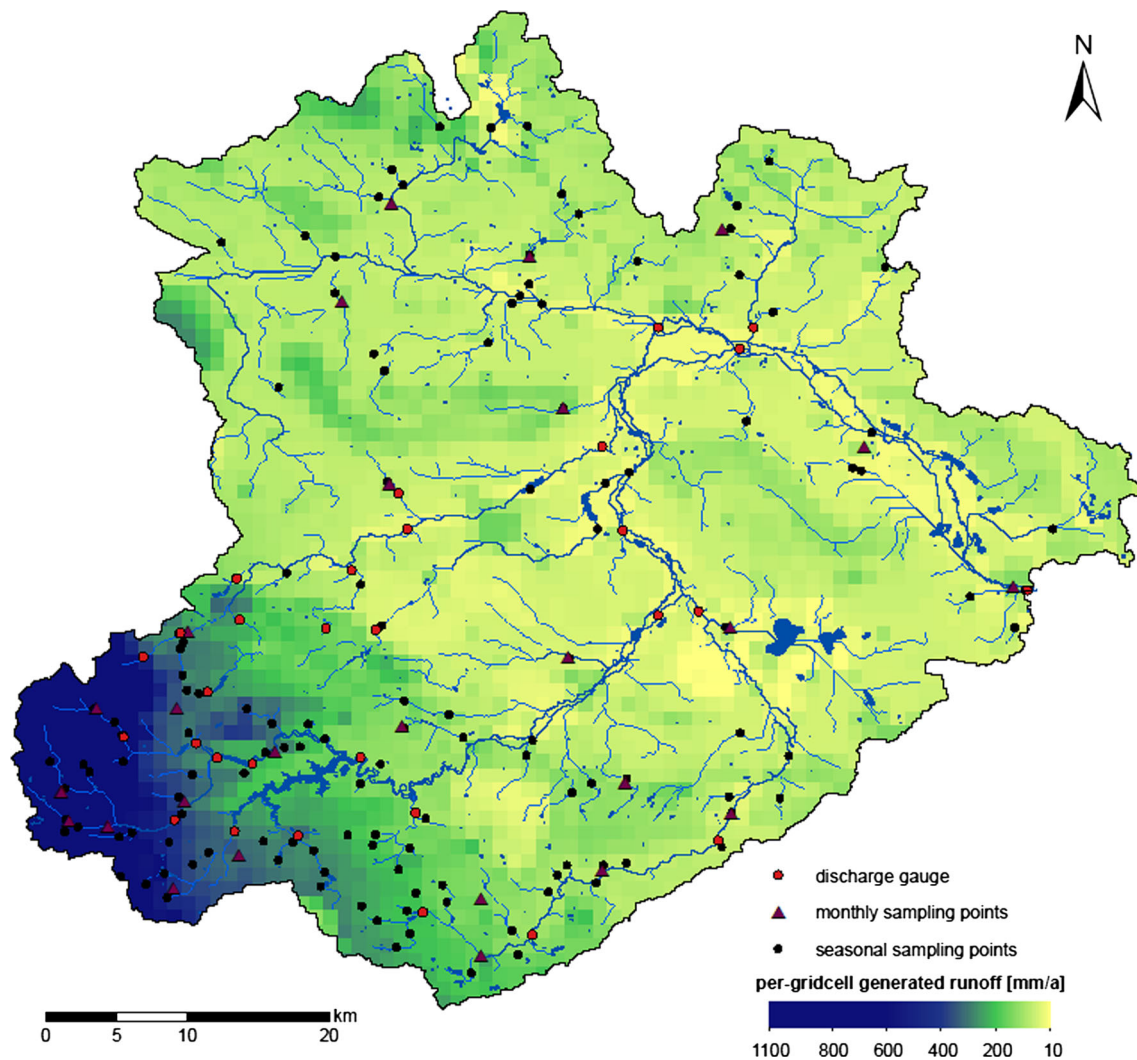 N
discharge gauge
monthly sampling points
seasonal sampling points
per-gridcell generated runoff [mm/a]
1100 800 600 400 200 10
km
0 5 10 20